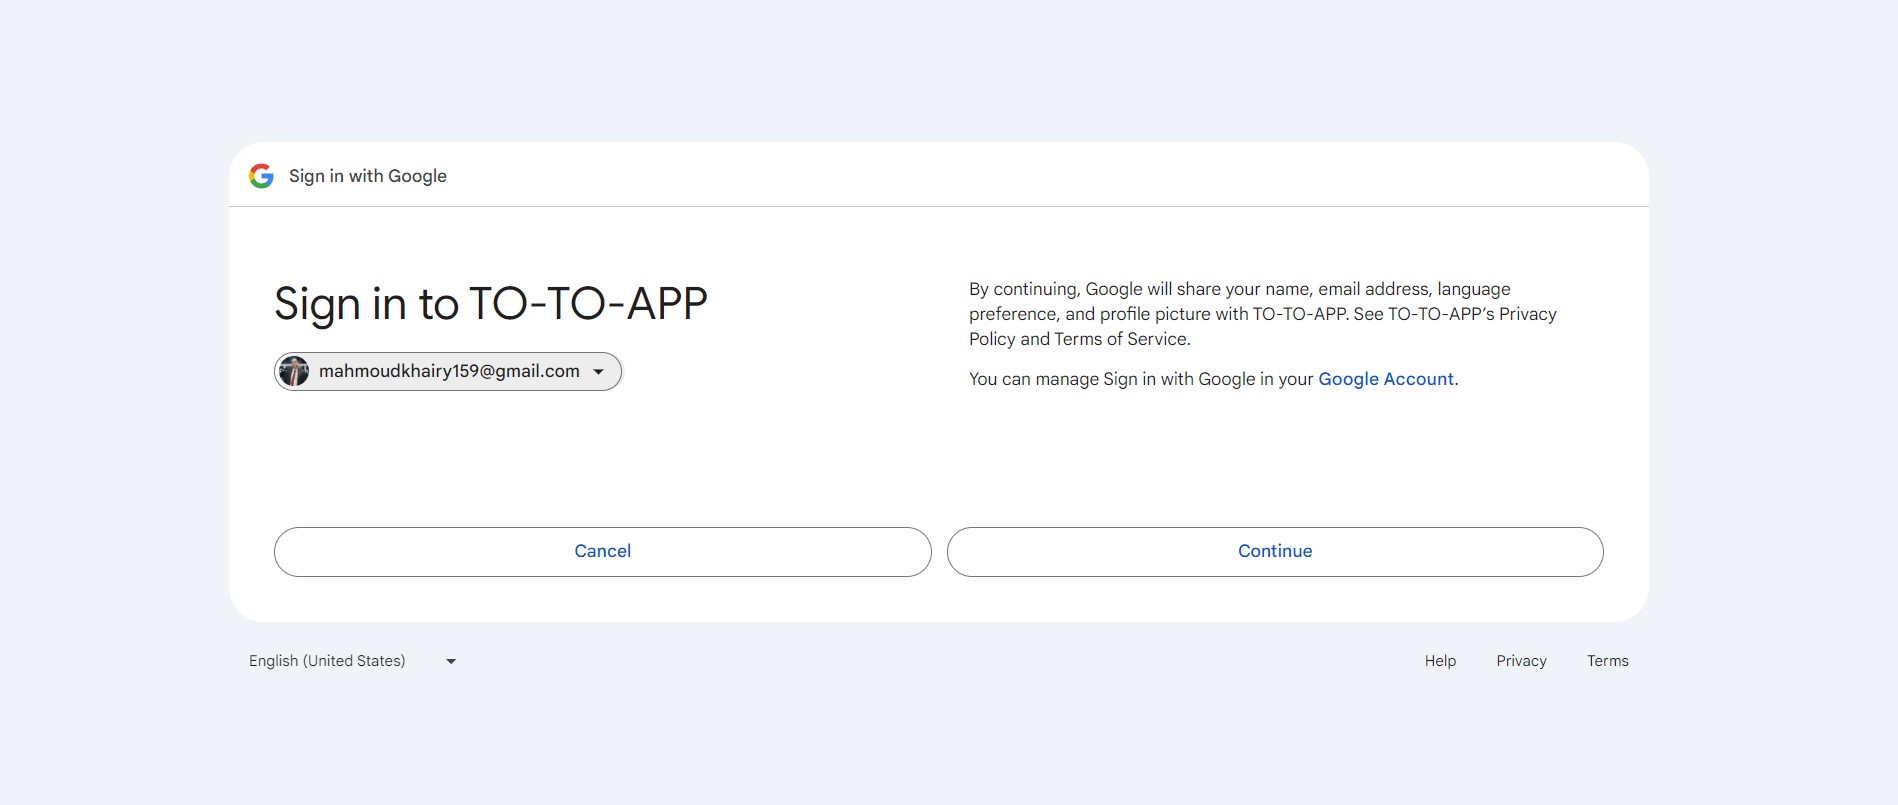 Sign in with Google
Sign in to TO-TO-APP
mahmoudkhairy159@gmail.com
By continuing, Google will share your name, email address, language
preference, and profile picture with TO-TO-APP. See TO-TO-APP’s Privacy
Policy and Terms of Service.
You can manage Sign in with Google in your Google Account.
Cancel
Continue
English (United States)
Help
Privacy
Terms